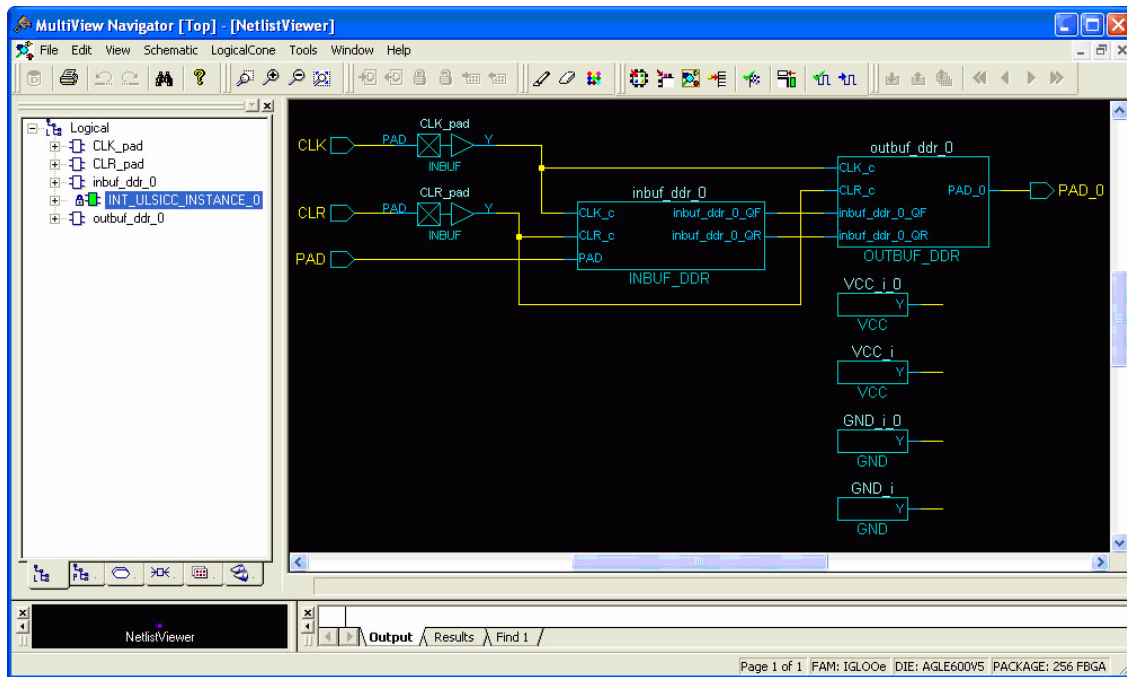 MultiView Navigator [Top] - [NetlistViewer]
File Edit View Schematic LogicalCone Tools Window Help
Logical
CLK_pad
CLR_pad
inbuf_ddr_0
INT_ULSICC_INSTANCE_0
outbuf_ddr_0
CLK
PAD
CLK_pad
Y
INBUF
CLR
PAD
CLR_pad
Y
INBUF
PAD
inbuf_ddr_0
CLK_c inbuf_ddr_0_QF
CLR_c inbuf_ddr_0_QR
PAD
INBUF_DDR
outbuf_ddr_0
CLK_c
CLR_c PAD_0
inbuf_ddr_0_QF
inbuf_ddr_0_QR
OUTBUF_DDR
PAD_0
VCC_i_0
Y
VCC
VCC_i
Y
VCC
GND_i_0
Y
GND
GND_i
Y
GND
NetlistViewer
Output Results Find 1
Page 1 of 1 FAM: IGLOOe DIE: AGLE600V5 PACKAGE: 256 FBGA